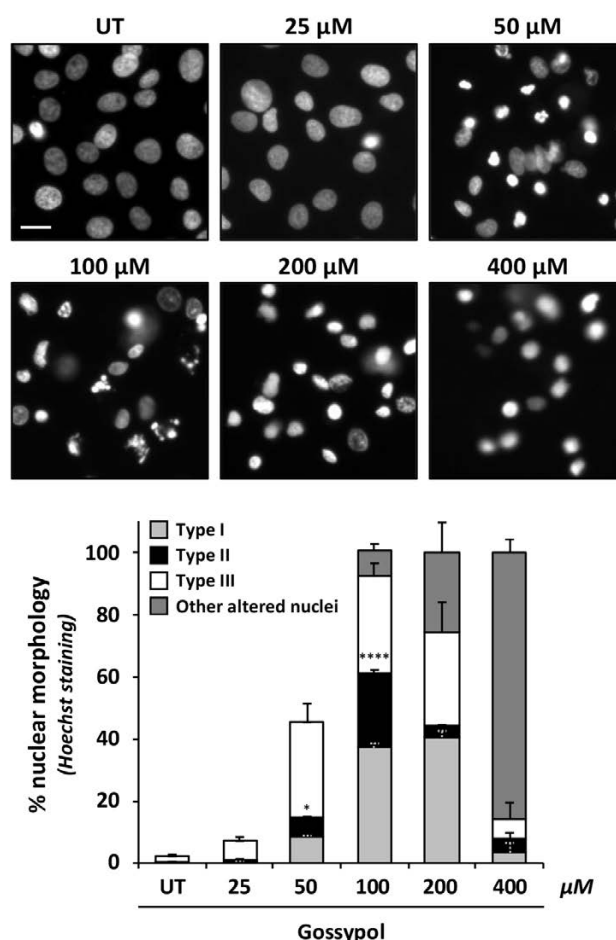 UT 25 µM 50 µM
100 µM 200 µM 400 µM
% nuclear morphology
(Hoechst staining)
100
80
60
40
20
0
Type I
Type II
Type III
Other altered nuclei
*
****
UT 25 50 100 200 400 µM
Gossypol